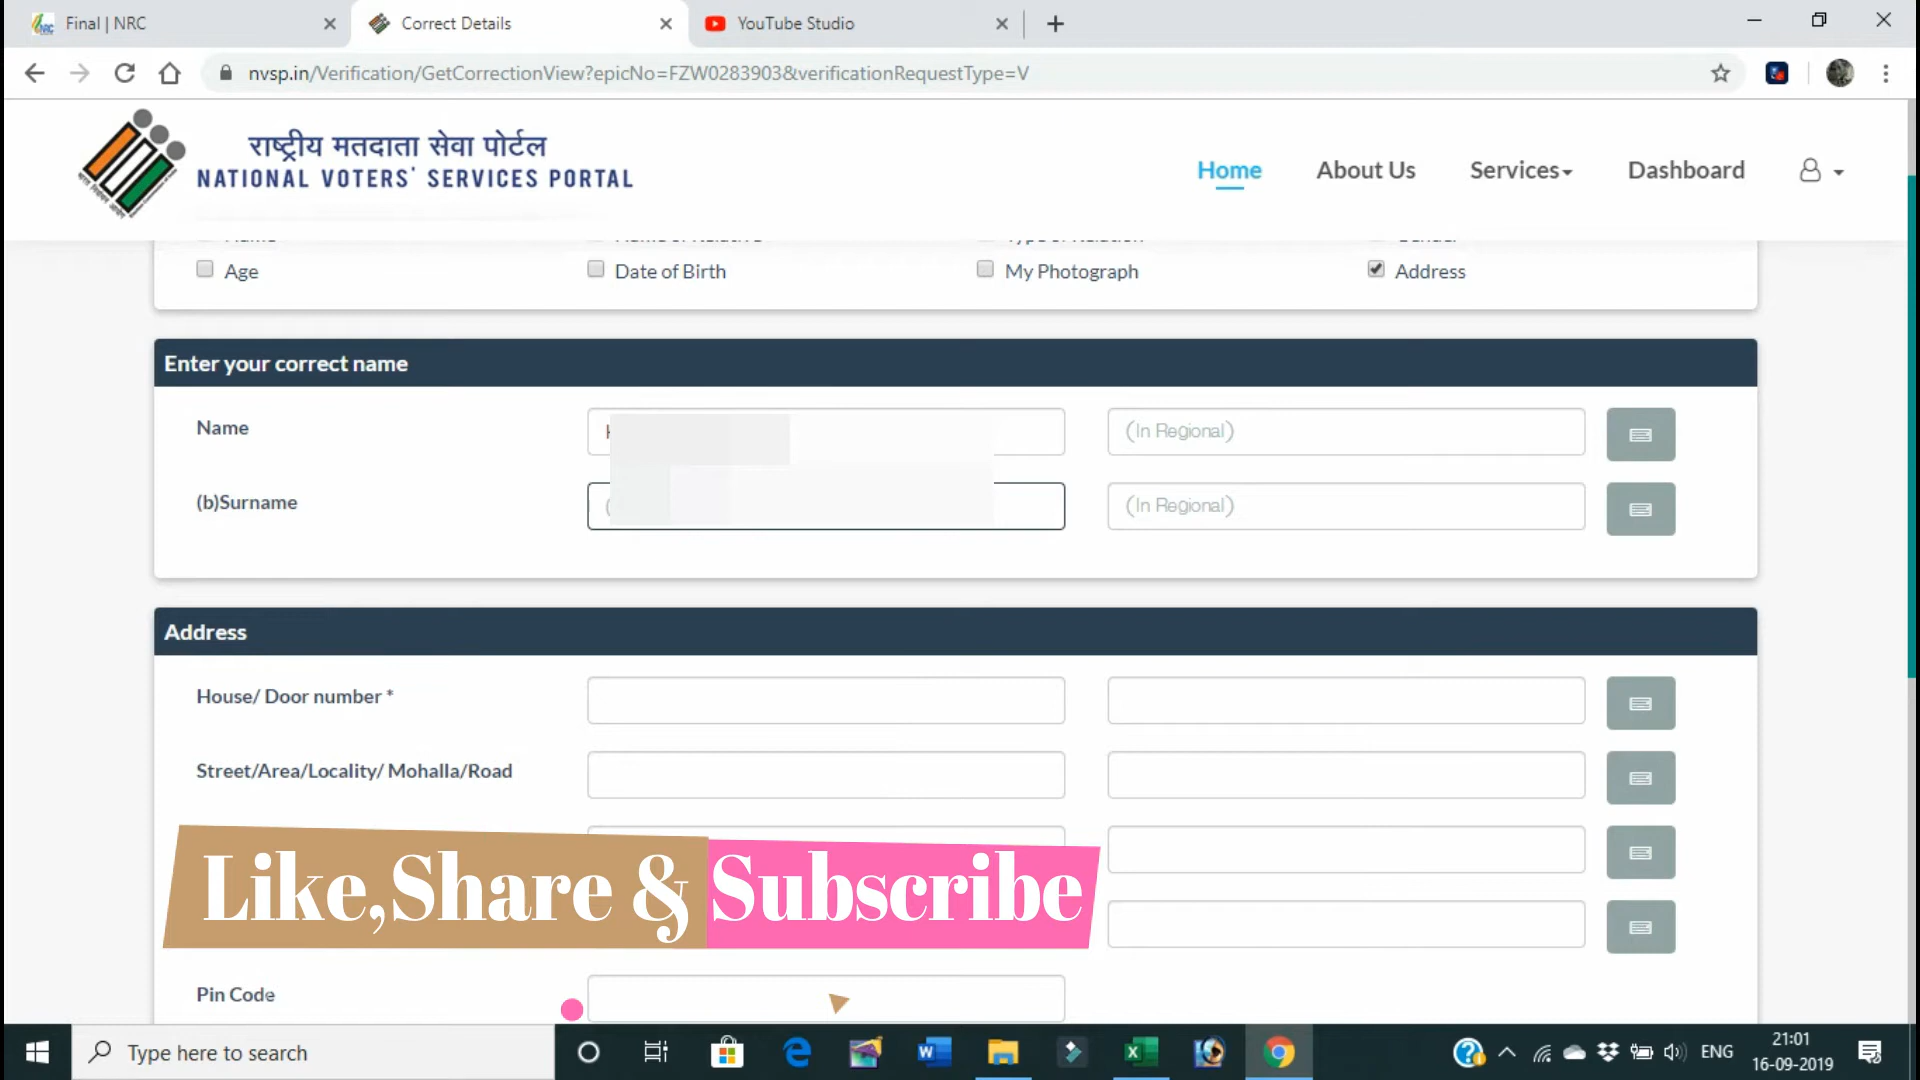 Final | NRC
Correct Details
YouTube Studio
nvsp.in/Verification/GetCorrectionView?epicNo=FZW0283903&verificationRequestType=V
राष्ट्रीय मतदाता सेवा पोर्टल
NATIONAL VOTERS' SERVICES PORTAL
Home
About Us
Services
Dashboard
Age
Date of Birth
My Photograph
Address
Enter your correct name
Name
(In Regional)
(b)Surname
(In Regional)
Address
House/ Door number *
Street/Area/Locality/ Mohalla/Road
Like,Share & Subscribe
Pin Code
Type here to search
ENG
21:01
16-09-2019